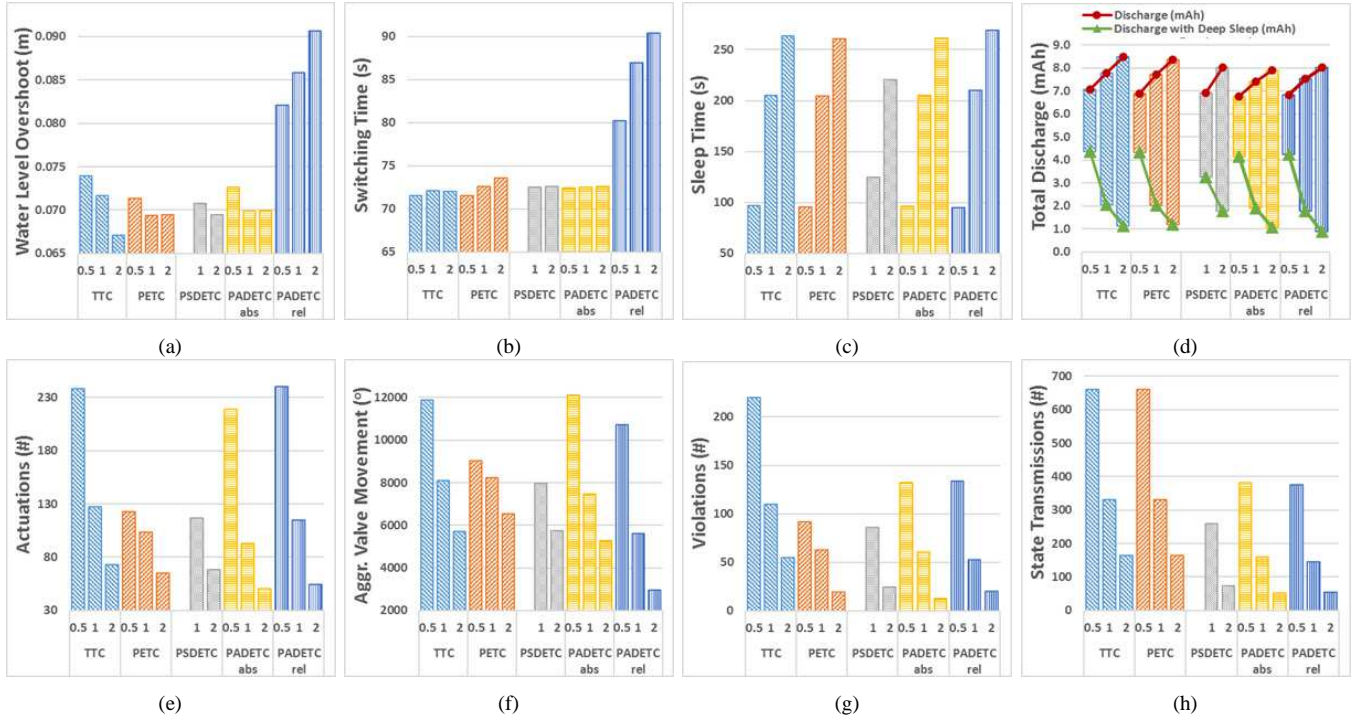 Water Level Overshoot (m)
0.090
0.085
0.080
0.075
0.070
0.065
0.5 1 2 0.5 1 2 1 2 0.5 1 2 0.5 1 2
TTC PETC PSDETC PADETC abs PADETC rel
(a)
Switching Time (s)
90
85
80
75
70
65
0.5 1 2 0.5 1 2 1 2 0.5 1 2 0.5 1 2
TTC PETC PSDETC PADETC abs PADETC rel
(b)
Sleep Time (s)
250
200
150
100
50
0.5 1 2 0.5 1 2 1 2 0.5 1 2 0.5 1 2
TTC PETC PSDETC PADETC abs PADETC rel
(c)
Discharge (mAh)
Discharge with Deep Sleep (mAh)
Total Discharge (mAh)
9.0
8.0
7.0
6.0
5.0
4.0
3.0
2.0
1.0
0.0
0.5 1 2 0.5 1 2 1 2 0.5 1 2 0.5 1 2
TTC PETC PSDETC PADETC abs PADETC rel
(d)
Actuations (#)
230
180
130
80
30
0.5 1 2 0.5 1 2 1 2 0.5 1 2 0.5 1 2
TTC PETC PSDETC PADETC abs PADETC rel
(e)
Aggr. Valve Movement (º)
12000
10000
8000
6000
4000
2000
0.5 1 2 0.5 1 2 1 2 0.5 1 2 0.5 1 2
TTC PETC PSDETC PADETC abs PADETC rel
(f)
Violations (#)
200
150
100
50
0
0.5 1 2 0.5 1 2 1 2 0.5 1 2 0.5 1 2
TTC PETC PSDETC PADETC abs PADETC rel
(g)
State Transmissions (#)
700
600
500
400
300
200
100
0
0.5 1 2 0.5 1 2 1 2 0.5 1 2 0.5 1 2
TTC PETC PSDETC PADETC abs PADETC rel
(h)